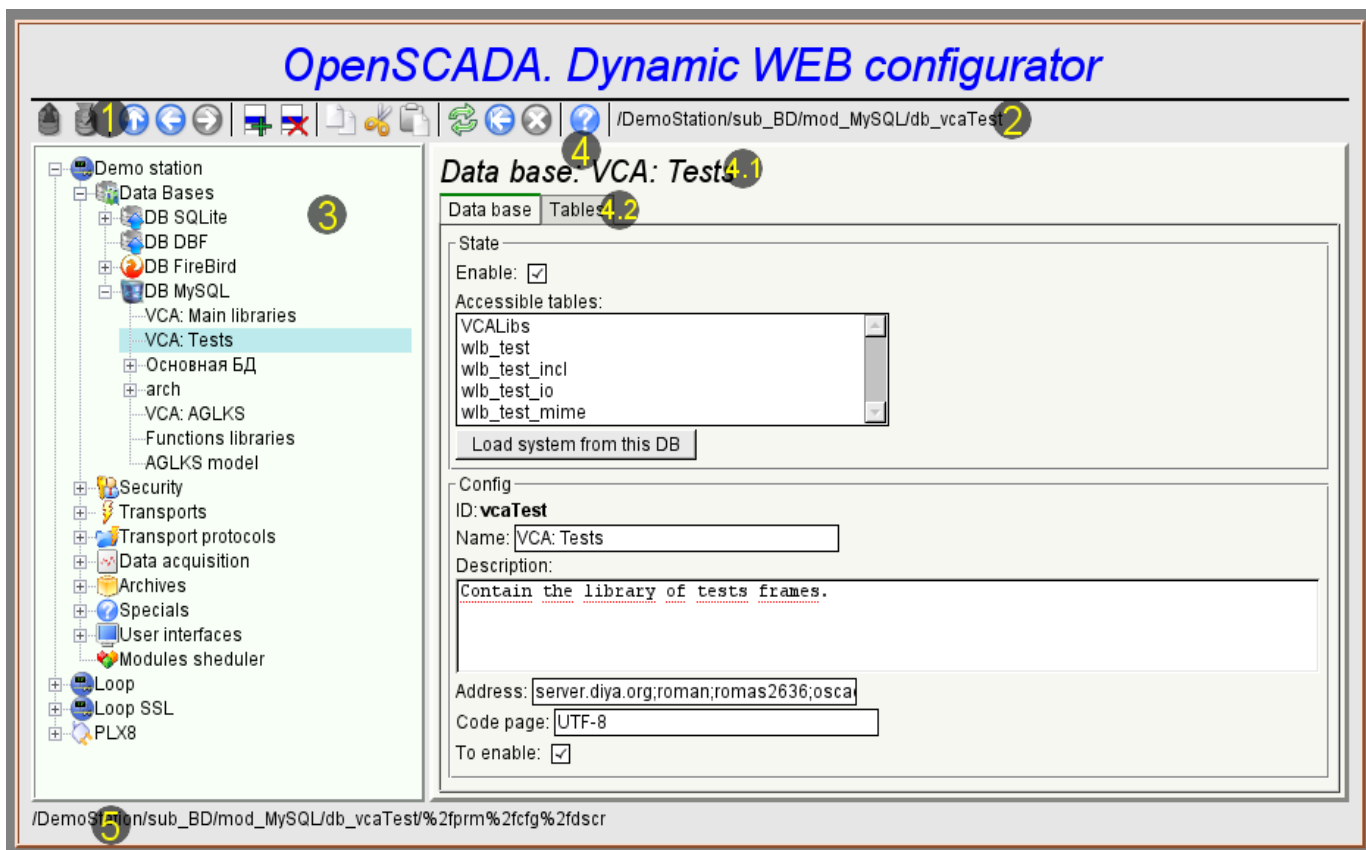 OpenSCADA. Dynamic WEB configurator
1
/DemoStation/sub_BD/mod_MySQL/db_vcaTest
2
Demo station
Data Bases
DB SQLite
DB DBF
DB FireBird
DB MySQL
VCA: Main libraries
VCA: Tests
Основная БД
arch
VCA: AGLKS
Functions libraries
AGLKS model
Security
Transports
Transport protocols
Data acquisition
Archives
Specials
User interfaces
Modules sheduler
Loop
Loop SSL
PLX8
3
4
Data base: VCA: Tests
4.1
Data base Tables
4.2
State
Enable:
Accessible tables:
VCALibs
wlb_test
wlb_test_incl
wlb_test_io
wlb_test_mime
Load system from this DB
Config
ID: vcaTest
Name: VCA: Tests
Description:
Contain the library of tests frames.
Address: server.diya.org;roman;romas2636;osca
Code page: UTF-8
To enable:
/DemoStation/sub_BD/mod_MySQL/db_vcaTest/%2fprm%2fcfg%2fdscr
5